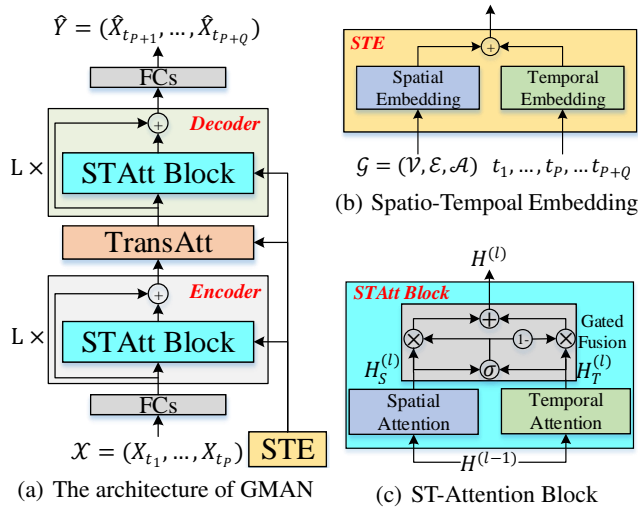 Ŷ = (X̂_{t_{P+1}}, … , X̂_{t_{P+Q}})
FCs
Decoder
L ×
STAtt Block
TransAtt
Encoder
L ×
STAtt Block
FCs
𝒳 = (X_{t_1}, … , X_{t_P})
STE
(a) The architecture of GMAN
STE
Spatial
Embedding
Temporal
Embedding
𝒢 = (𝒱, ℰ, 𝒜)
t_1, … , t_P, … t_{P+Q}
(b) Spatio-Tempoal Embedding
H^{(l)}
STAtt Block
Gated
Fusion
1-
H_S^{(l)}
σ
H_T^{(l)}
Spatial
Attention
Temporal
Attention
H^{(l−1)}
(c) ST-Attention Block